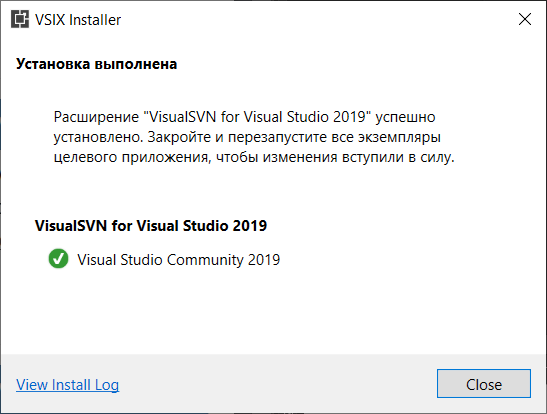 VSIX Installer
Установка выполнена
Расширение "VisualSVN for Visual Studio 2019" успешно
установлено. Закройте и перезапустите все экземпляры
целевого приложения, чтобы изменения вступили в силу.
VisualSVN for Visual Studio 2019
Visual Studio Community 2019
View Install Log
Close